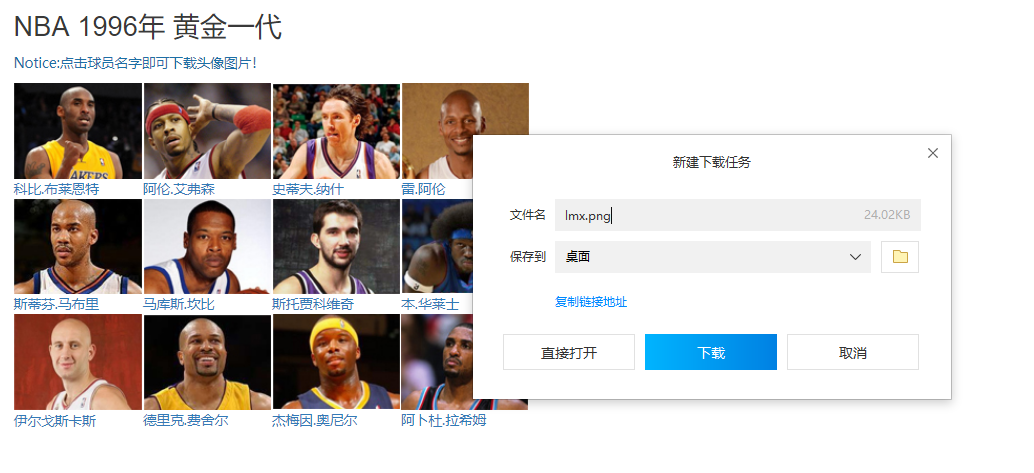 NBA 1996年 黄金一代
Notice:点击球员名字即可下载头像图片！
科比.布莱恩特 阿伦.艾弗森 史蒂夫.纳什 雷.阿伦
斯蒂芬.马布里 马库斯.坎比 斯托贾科维奇 本.华莱士
伊尔戈斯卡斯 德里克.费舍尔 杰梅因.奥尼尔 阿卜杜.拉希姆
新建下载任务
文件名 lmx.png 24.02KB
保存到 桌面
复制链接地址
直接打开 下载 取消